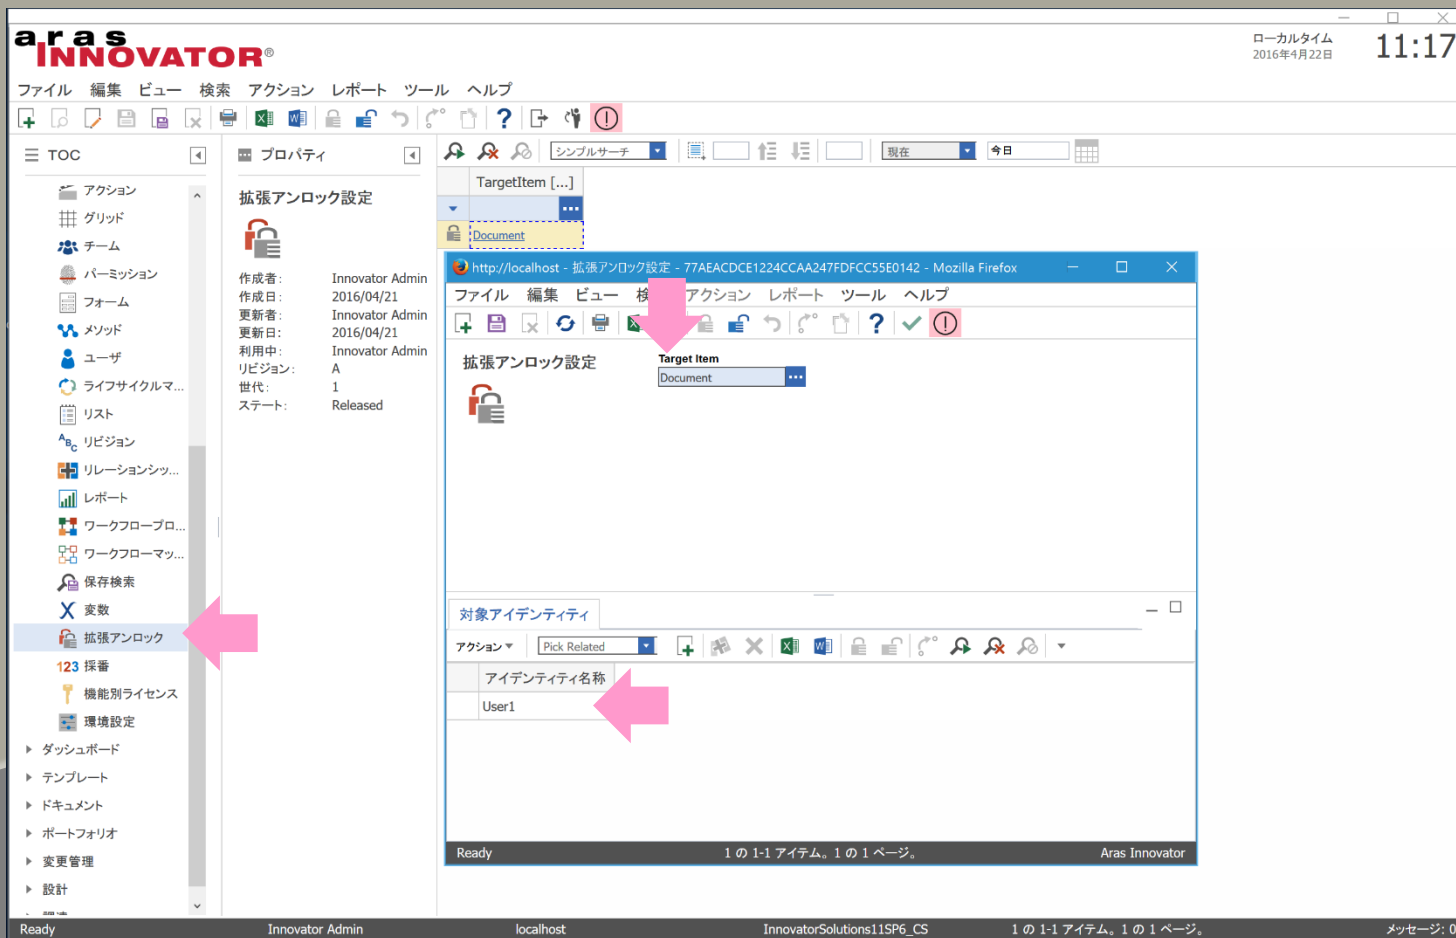 aras
INNOVATOR®
ローカルタイム
2016年4月22日
11:17
ファイル 編集 ビュー 検索 アクション レポート ツール ヘルプ
シンプルサーチ
現在
今日
TOC
アクション
グリッド
チーム
パーミッション
フォーム
メソッド
ユーザ
ライフサイクルマ...
リスト
リビジョン
リレーションシッ...
レポート
ワークフロープロ...
ワークフローマッ...
保存検索
変数
拡張アンロック
123 採番
機能別ライセンス
環境設定
ダッシュボード
テンプレート
ドキュメント
ポートフォリオ
変更管理
設計
プロパティ
拡張アンロック設定
作成者: Innovator Admin
作成日: 2016/04/21
更新者: Innovator Admin
更新日: 2016/04/21
利用中: Innovator Admin
リビジョン: A
世代: 1
ステート: Released
TargetItem [...]
Document
http://localhost - 拡張アンロック設定 - 77AEACDCE1224CCAA247FDFCC55E0142 - Mozilla Firefox
ファイル 編集 ビュー アクション レポート ツール ヘルプ
拡張アンロック設定
Target Item
Document
対象アイデンティティ
アクション Pick Related
アイデンティティ名称
User1
Ready 1 の 1-1 アイテム。1 の 1 ページ。 Aras Innovator
Ready Innovator Admin localhost InnovatorSolutions11SP6_CS 1 の 1-1 アイテム。1 の 1 ページ。 メッセージ: 0